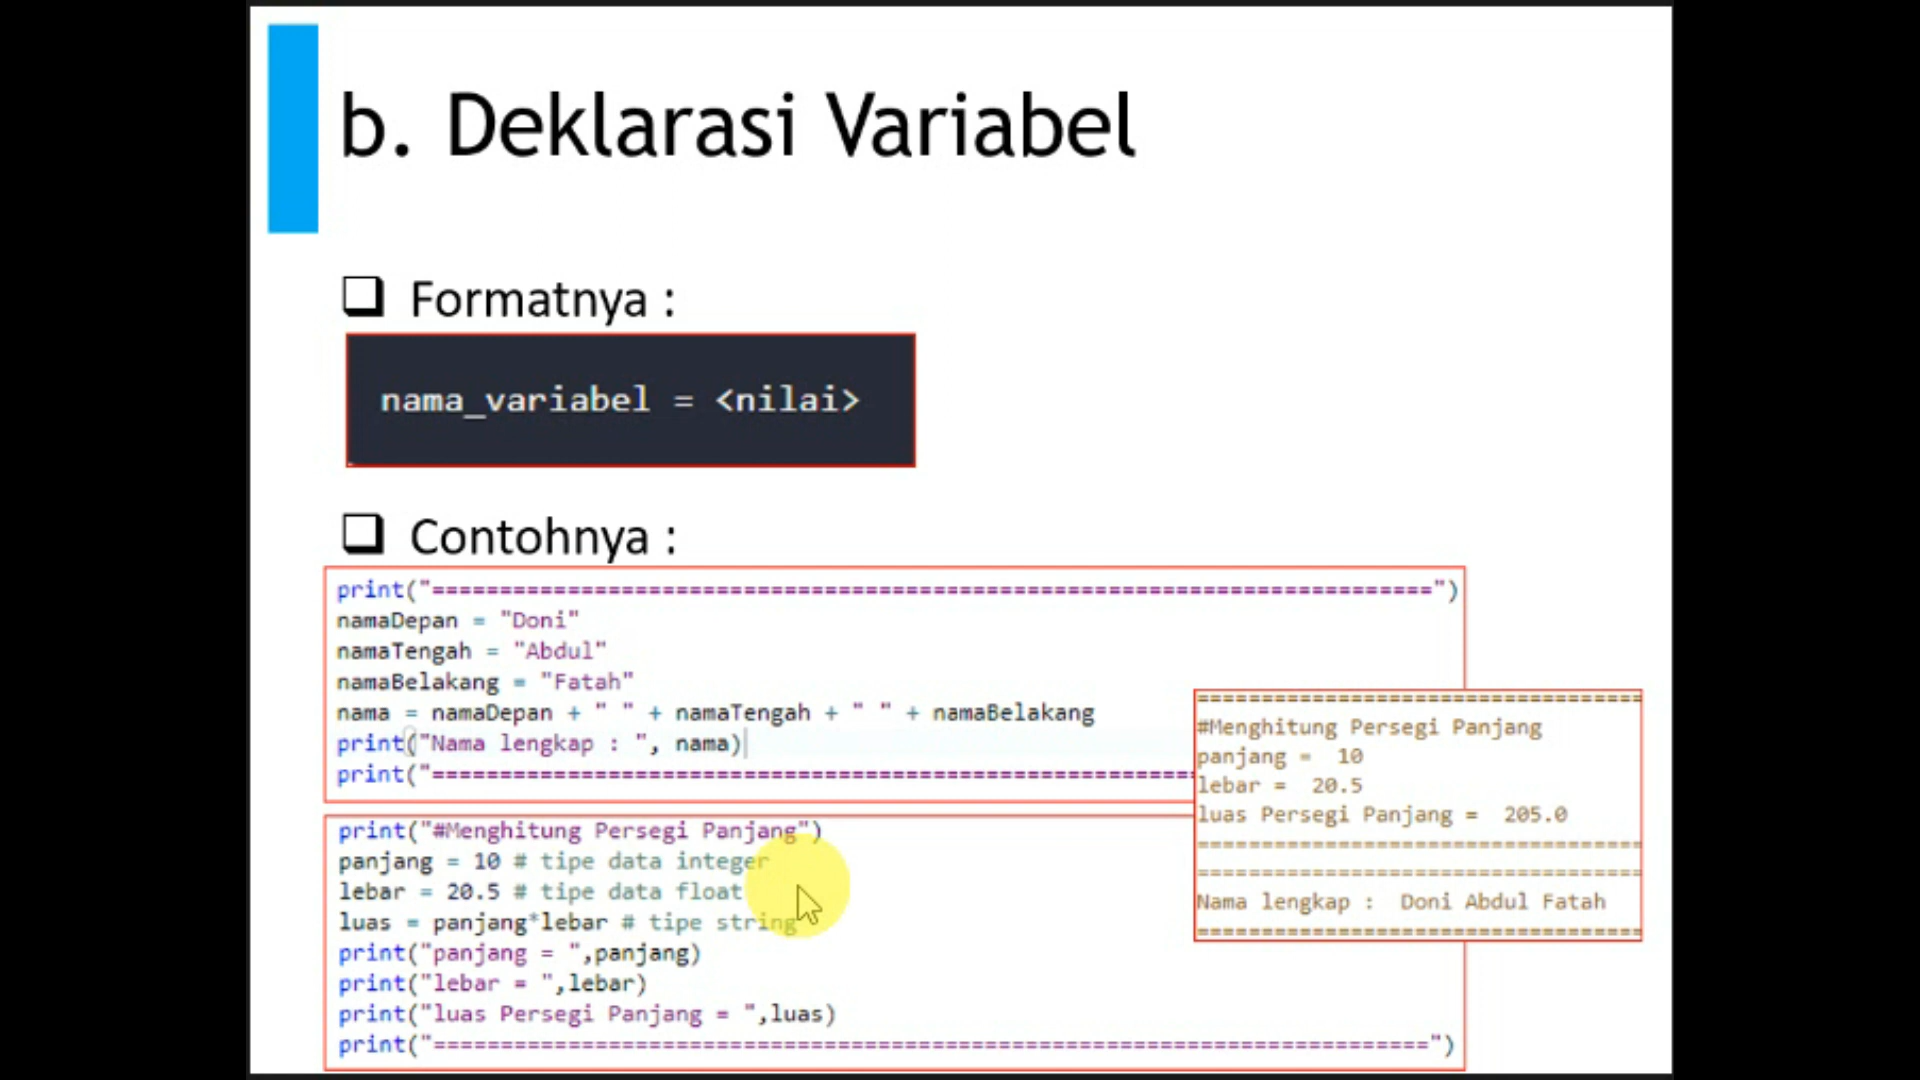 b. Deklarasi Variabel
Formatnya :
nama_variabel = <nilai>
Contohnya :
print("==========================================================================")
namaDepan = "Doni"
namaTengah = "Abdul"
namaBelakang = "Fatah"
nama = namaDepan + " " + namaTengah + " " + namaBelakang
print("Nama lengkap : ", nama)
print("========================================================
print("#Menghitung Persegi Panjang")
panjang = 10 # tipe data integer
lebar = 20.5 # tipe data float
luas = panjang*lebar # tipe string
print("panjang = ",panjang)
print("lebar = ",lebar)
print("luas Persegi Panjang = ",luas)
print("==========================================================================")
===================================
#Menghitung Persegi Panjang
panjang =  10
lebar =  20.5
luas Persegi Panjang =  205.0
===================================
===================================
Nama lengkap :  Doni Abdul Fatah
===================================